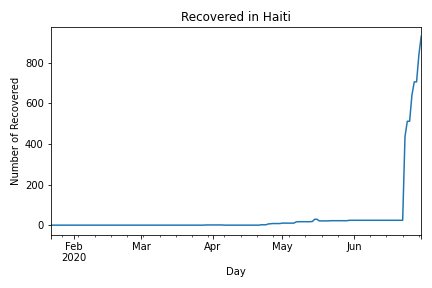 Recovered in Haiti
Number of Recovered
800
600
400
200
0
Feb
2020
Mar
Apr
May
Jun
Day